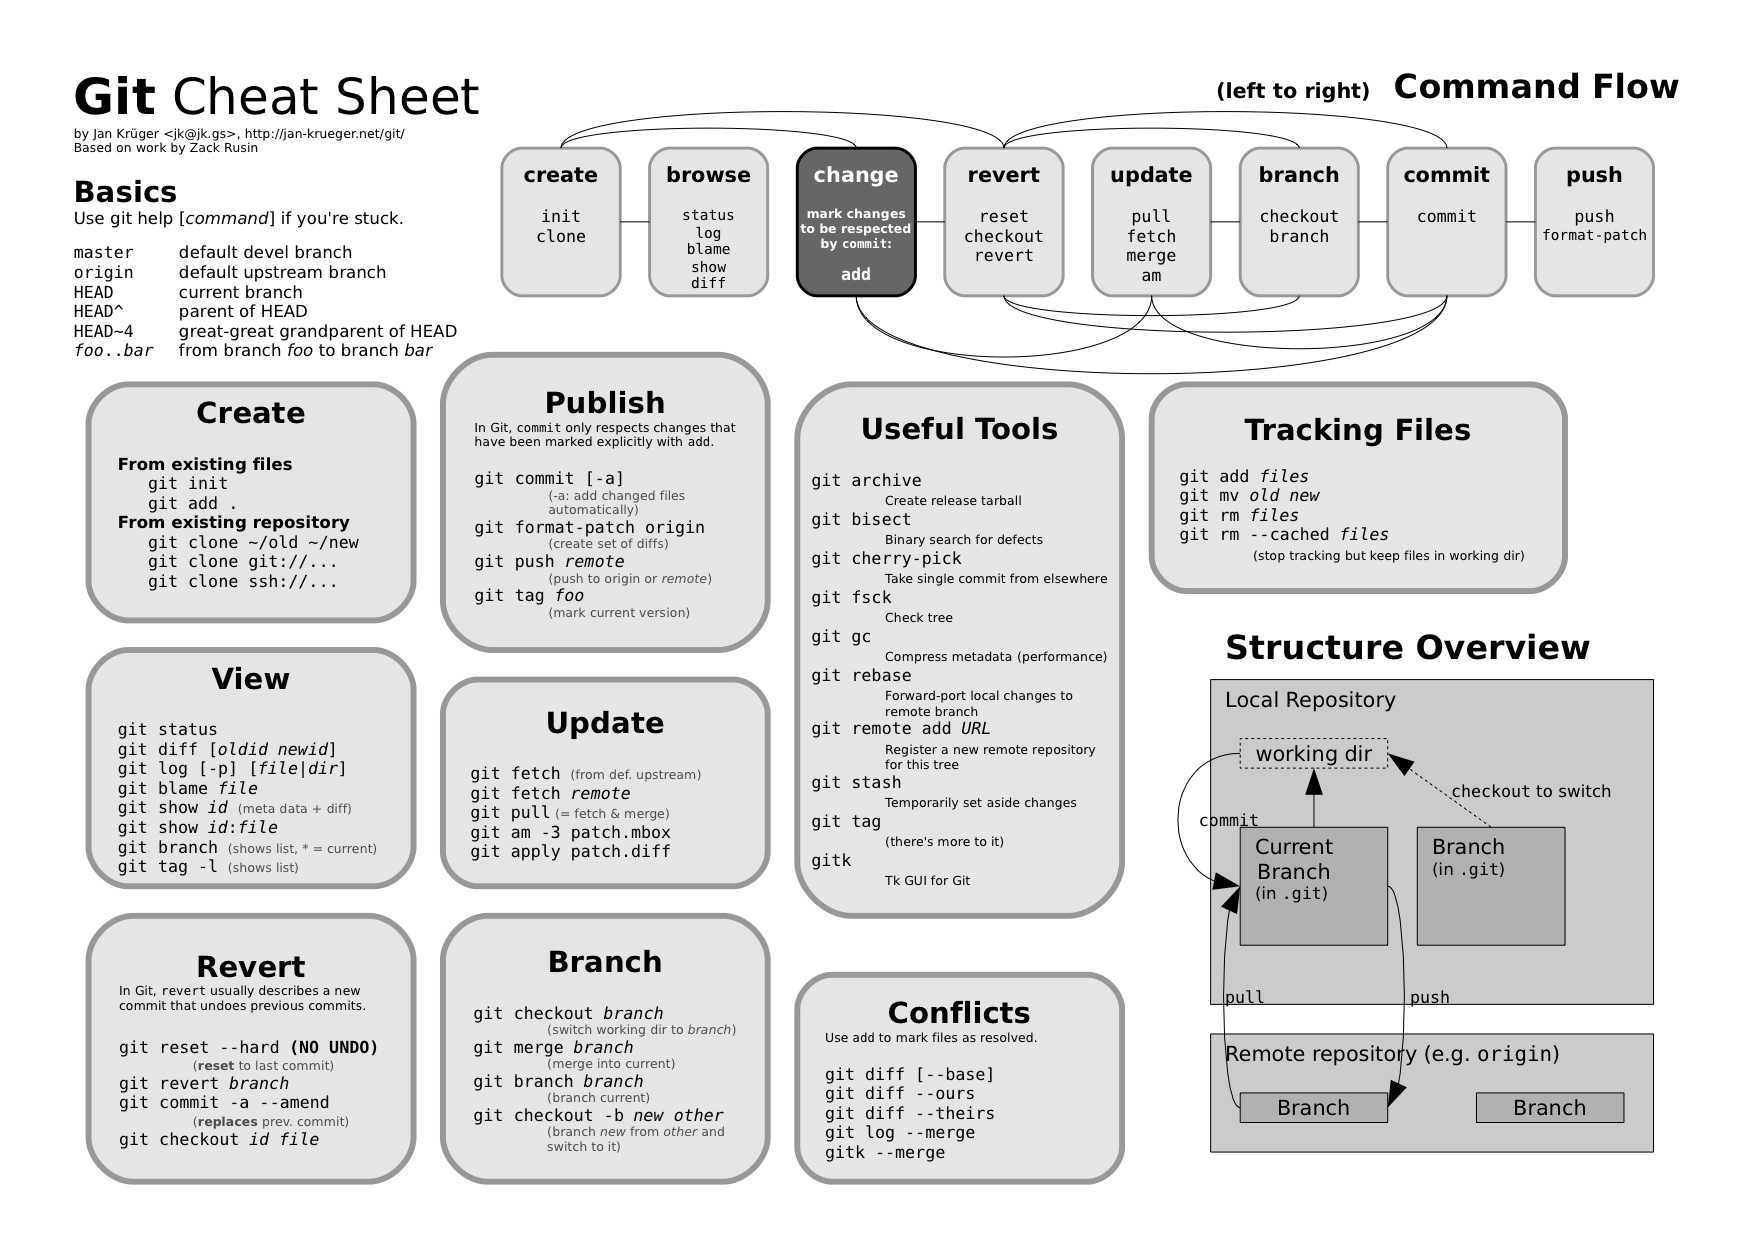 Git Cheat Sheet
by Jan Krüger <jk@jk.gs>, http://jan-krueger.net/git/
Based on work by Zack Rusin
Basics
Use git help [command] if you're stuck.
master default devel branch
origin default upstream branch
HEAD current branch
HEAD^ parent of HEAD
HEAD~4 great-great grandparent of HEAD
foo..bar from branch foo to branch bar
(left to right) Command Flow
create
init
clone
browse
status
log
blame
show
diff
change
mark changes
to be respected
by commit:
add
revert
reset
checkout
revert
update
pull
fetch
merge
am
branch
checkout
branch
commit
commit
push
push
format-patch
Create
From existing files
git init
git add .
From existing repository
git clone ~/old ~/new
git clone git://...
git clone ssh://...
View
git status
git diff [oldid newid]
git log [-p] [file|dir]
git blame file
git show id (meta data + diff)
git show id:file
git branch (shows list, * = current)
git tag -l (shows list)
Revert
In Git, revert usually describes a new
commit that undoes previous commits.
git reset --hard (NO UNDO)
(reset to last commit)
git revert branch
git commit -a --amend
(replaces prev. commit)
git checkout id file
Publish
In Git, commit only respects changes that
have been marked explicitly with add.
git commit [-a]
(-a: add changed files
automatically)
git format-patch origin
(create set of diffs)
git push remote
(push to origin or remote)
git tag foo
(mark current version)
Update
git fetch (from def. upstream)
git fetch remote
git pull (= fetch & merge)
git am -3 patch.mbox
git apply patch.diff
Branch
git checkout branch
(switch working dir to branch)
git merge branch
(merge into current)
git branch branch
(branch current)
git checkout -b new other
(branch new from other and
switch to it)
Useful Tools
git archive
Create release tarball
git bisect
Binary search for defects
git cherry-pick
Take single commit from elsewhere
git fsck
Check tree
git gc
Compress metadata (performance)
git rebase
Forward-port local changes to
remote branch
git remote add URL
Register a new remote repository
for this tree
git stash
Temporarily set aside changes
git tag
(there's more to it)
gitk
Tk GUI for Git
Conflicts
Use add to mark files as resolved.
git diff [--base]
git diff --ours
git diff --theirs
git log --merge
gitk --merge
Tracking Files
git add files
git mv old new
git rm files
git rm --cached files
(stop tracking but keep files in working dir)
Structure Overview
Local Repository
working dir
checkout to switch
commit
Current
Branch
(in .git)
Branch
(in .git)
pull
push
Remote repository (e.g. origin)
Branch
Branch